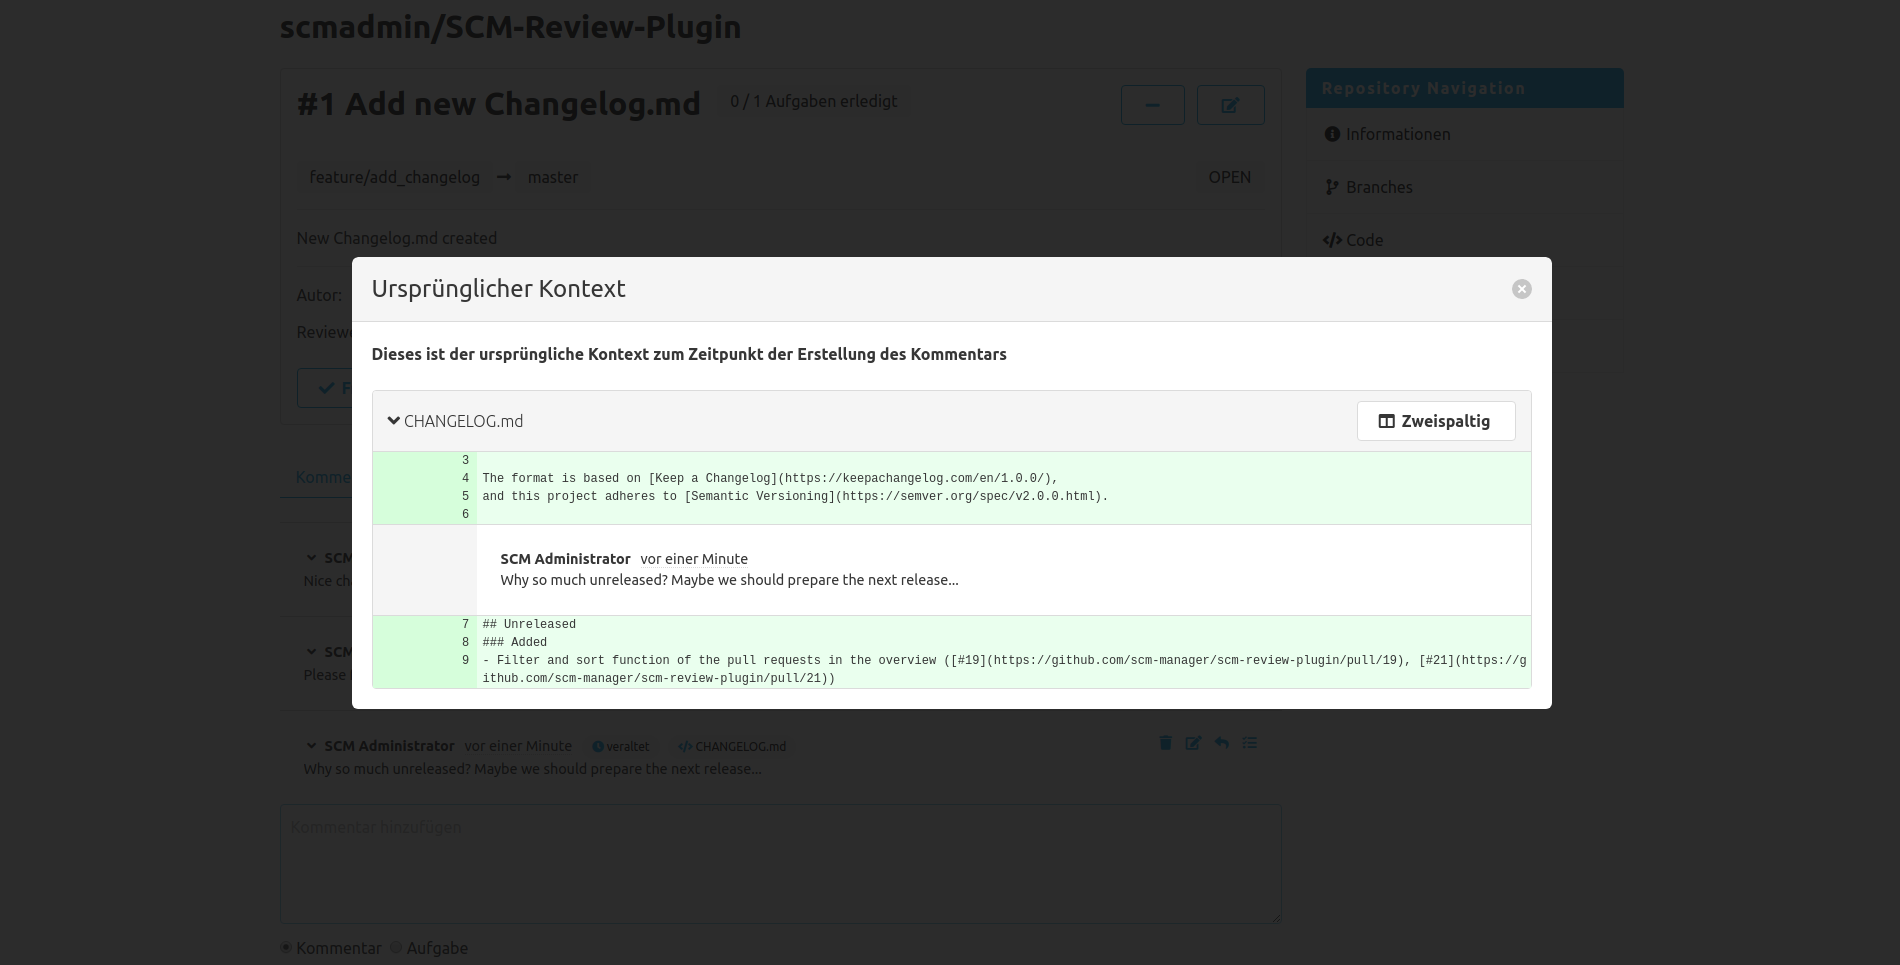 scmadmin/SCM-Review-Plugin
#1 Add new Changelog.md 0 / 1 Aufgaben erledigt
Repository Navigation
Informationen
feature/add_changelog → master OPEN
Branches
New Changelog.md created
Code
Ursprünglicher Kontext
Autor:
Dieses ist der ursprüngliche Kontext zum Zeitpunkt der Erstellung des Kommentars
CHANGELOG.md Zweispaltig
3
4 The format is based on [Keep a Changelog](https://keepachangelog.com/en/1.0.0/),
5 and this project adheres to [Semantic Versioning](https://semver.org/spec/v2.0.0.html).
6
SCM Administrator vor einer Minute
Why so much unreleased? Maybe we should prepare the next release...
7 ## Unreleased
8 ### Added
9 - Filter and sort function of the pull requests in the overview ([#19](https://github.com/scm-manager/scm-review-plugin/pull/19), [#21](https://g
ithub.com/scm-manager/scm-review-plugin/pull/21))
SCM
Nice
SCM
Please
SCM Administrator vor einer Minute veraltet CHANGELOG.md
Why so much unreleased? Maybe we should prepare the next release...
Kommentar hinzufügen
Kommentar Aufgabe